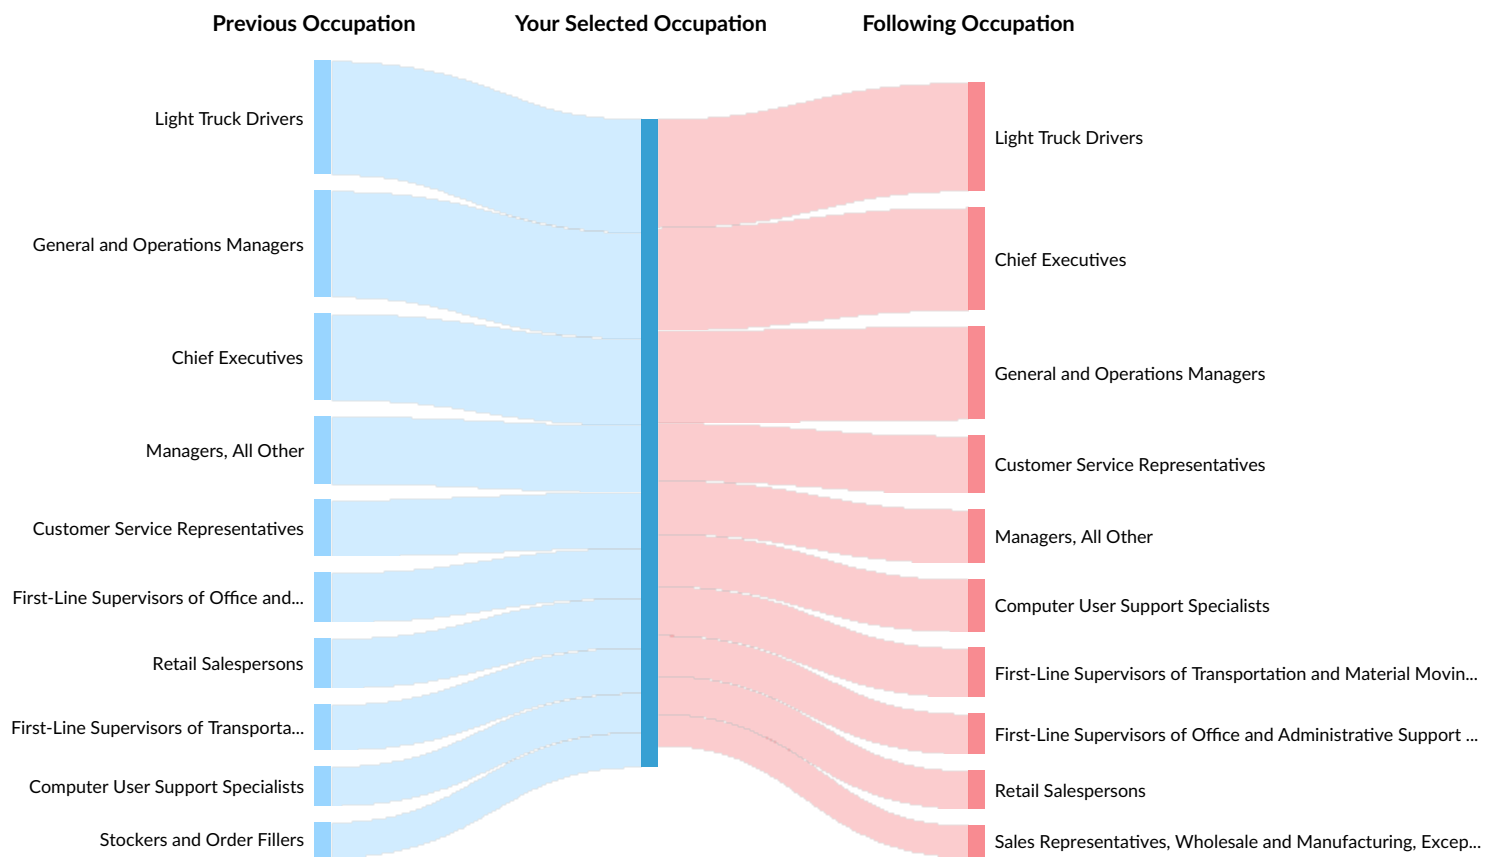 Previous Occupation
Your Selected Occupation
Following Occupation
Light Truck Drivers
General and Operations Managers
Chief Executives
Managers, All Other
Customer Service Representatives
First-Line Supervisors of Office and...
Retail Salespersons
First-Line Supervisors of Transporta...
Computer User Support Specialists
Stockers and Order Fillers
Light Truck Drivers
Chief Executives
General and Operations Managers
Customer Service Representatives
Managers, All Other
Computer User Support Specialists
First-Line Supervisors of Transportation and Material Movin...
First-Line Supervisors of Office and Administrative Support ...
Retail Salespersons
Sales Representatives, Wholesale and Manufacturing, Excep...